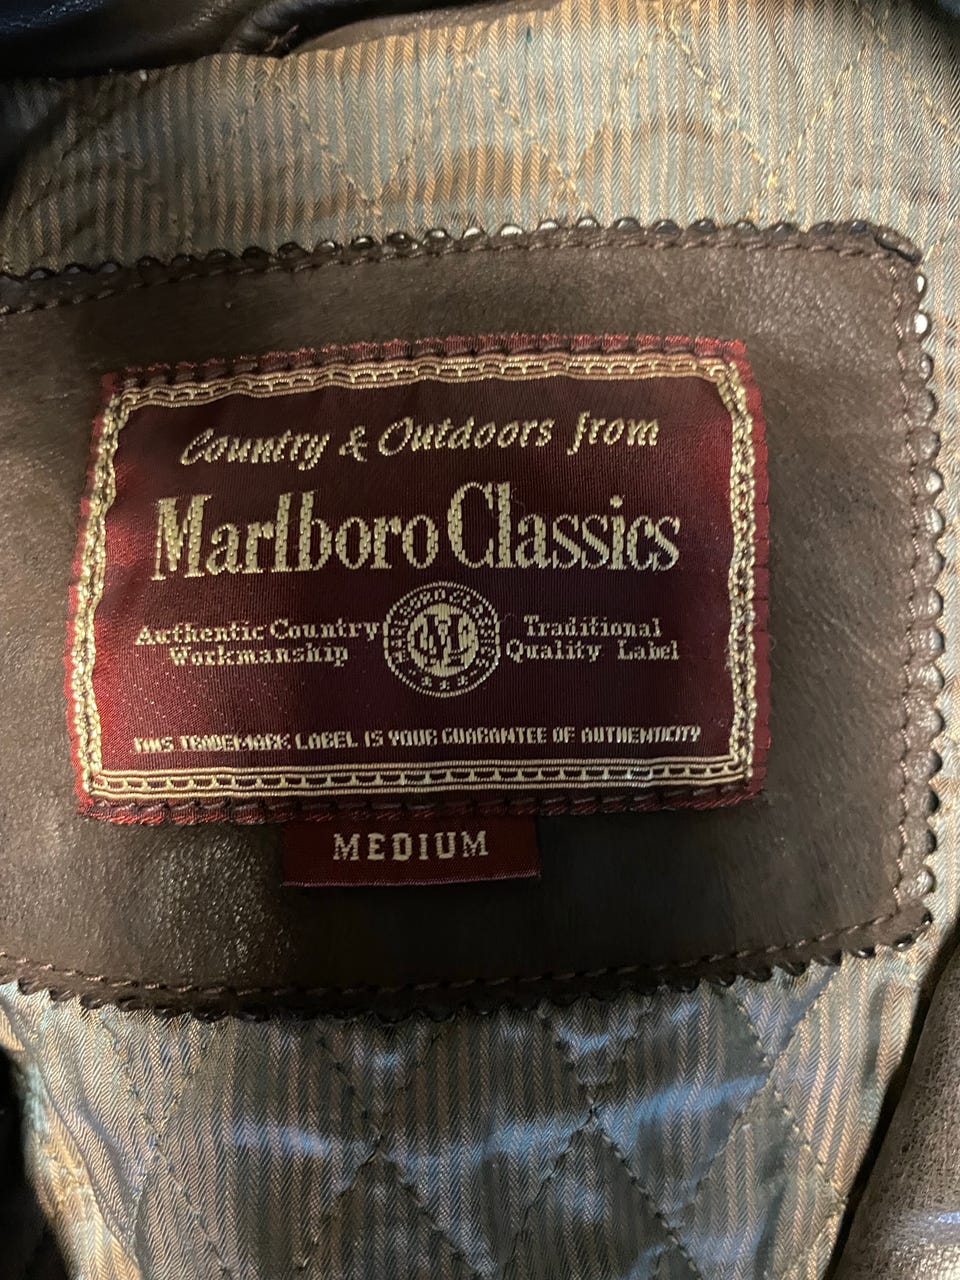 Country & Outdoors from
Marlboro Classics
Authentic Country Workmanship
Traditional Quality Label
THIS TRADEMARK LABEL IS YOUR GUARANTEE OF AUTHENTICITY
MEDIUM